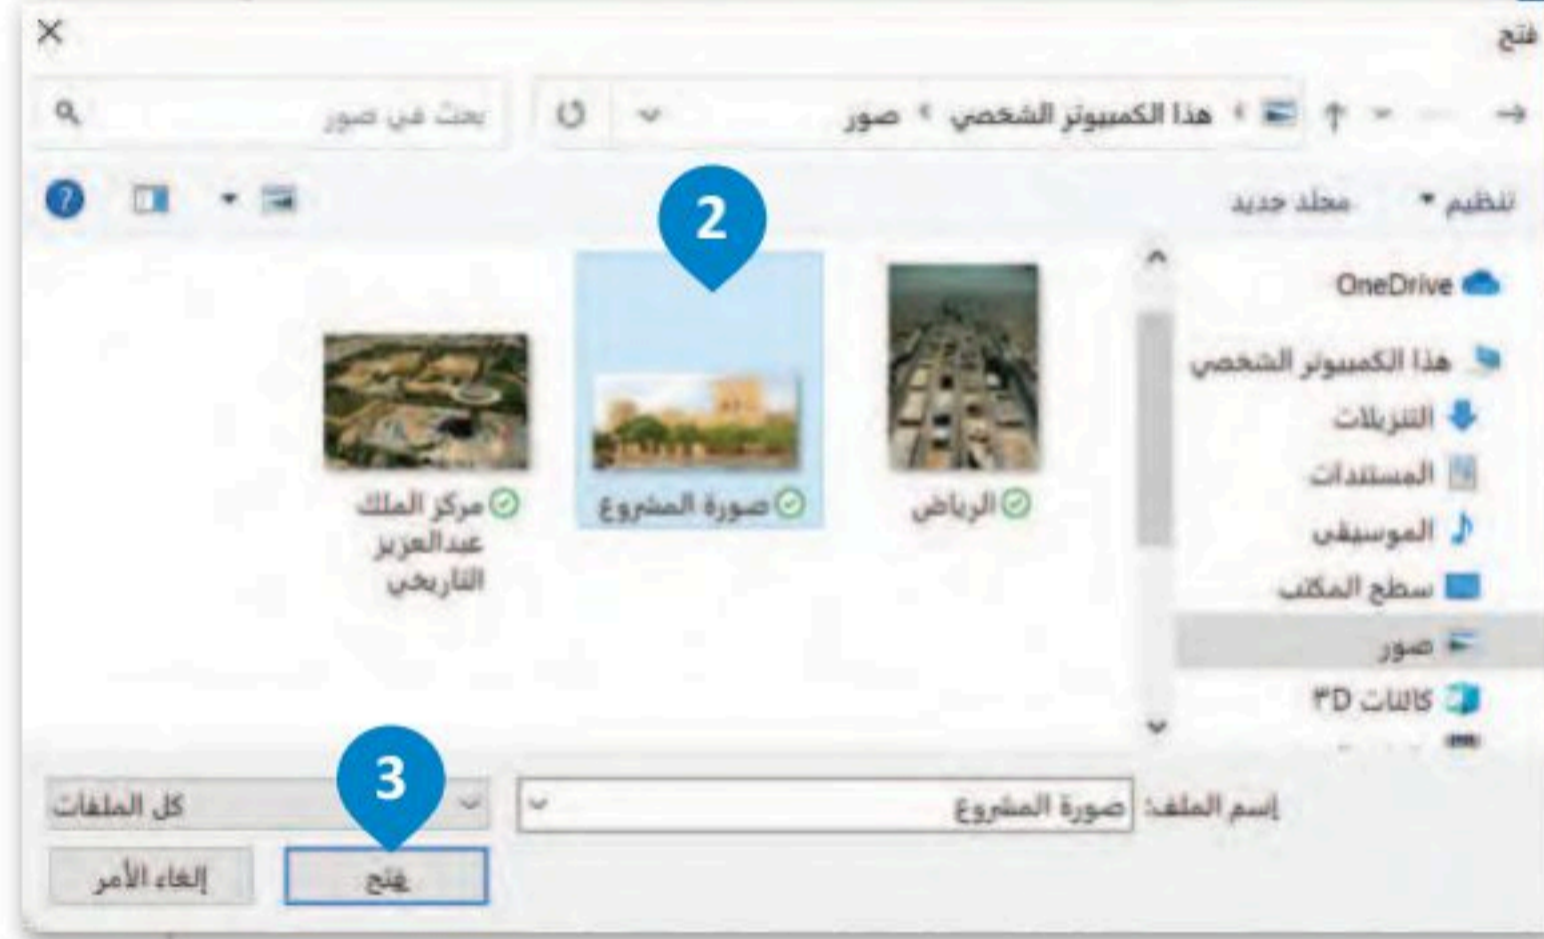 فتح
هذا الكمبيوتر الشخصي › صور
بحث في صور
تنظيم
مجلد جديد
?
2
OneDrive
هذا الكمبيوتر الشخصي
التنزيلات
المستندات
الموسيقى
سطح المكتب
صور
كائنات ٣D
الرياض
صورة المشروع
مركز الملك
عبدالعزيز
التاريخي
إسم الملف: صورة المشروع
كل الملفات
3
فتح
إلغاء الأمر